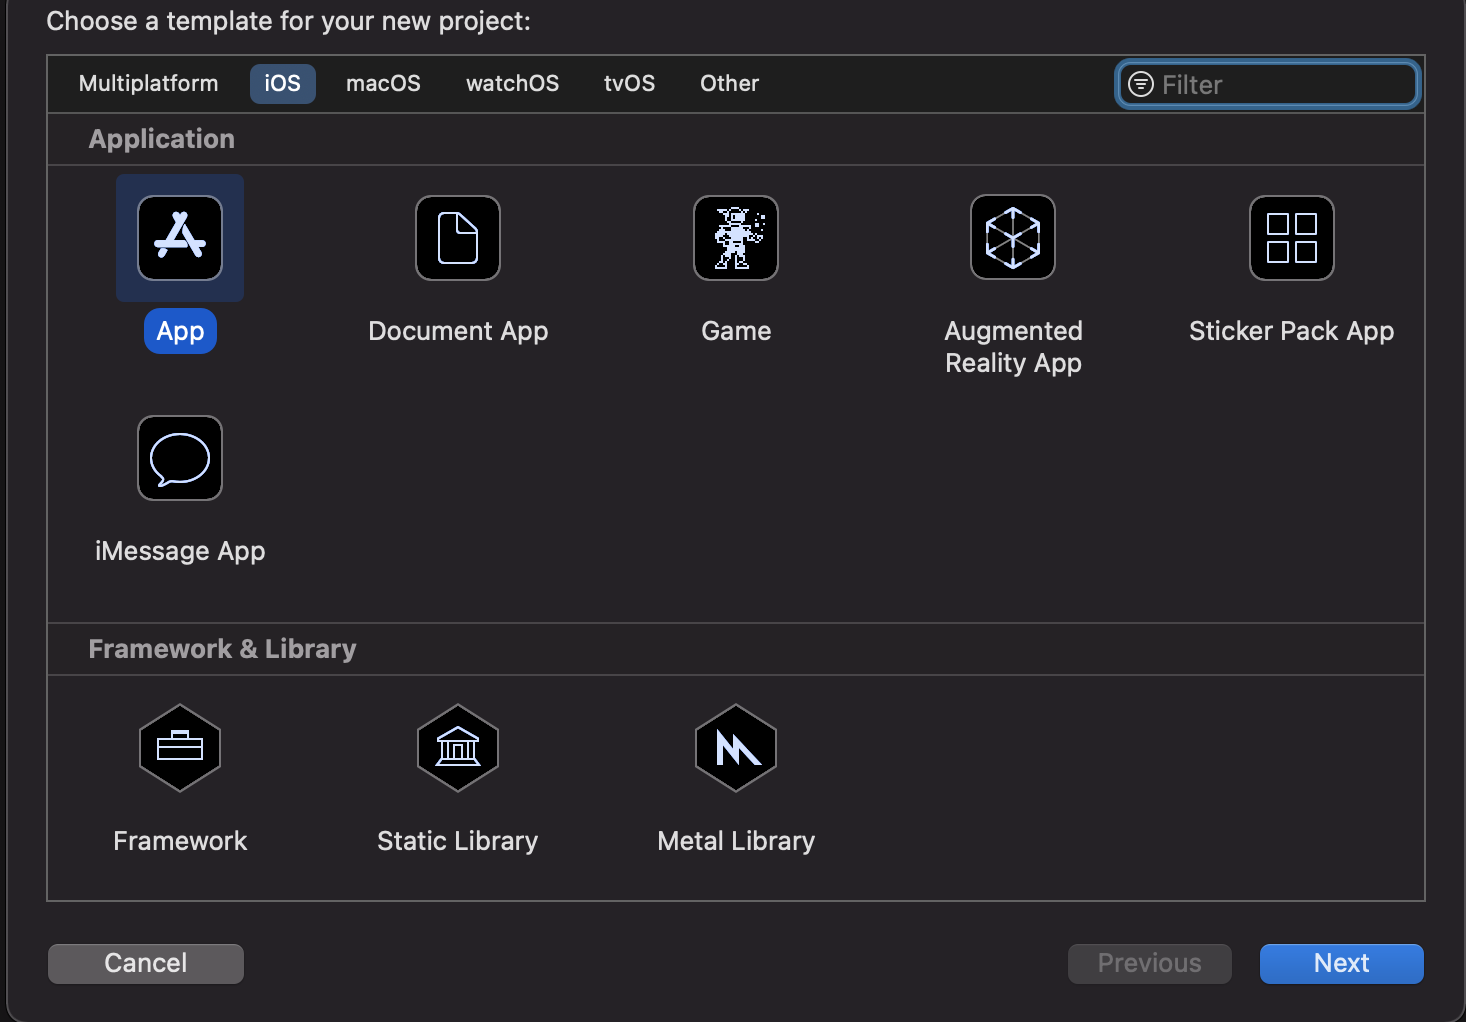 Choose a template for your new project:
Multiplatform iOS macOS watchOS tvOS Other Filter
Application
App Document App Game Augmented Reality App Sticker Pack App
iMessage App
Framework & Library
Framework Static Library Metal Library
Cancel Previous Next